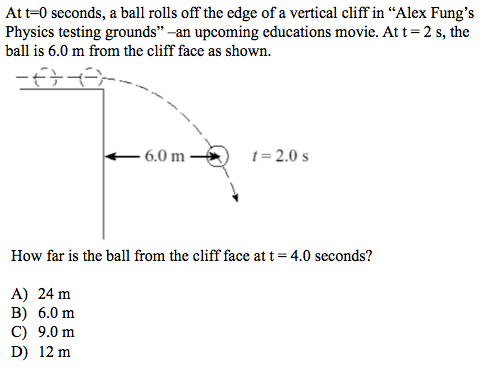 At t=0 seconds, a ball rolls off the edge of a vertical cliff in “Alex Fung’s
Physics testing grounds” –an upcoming educations movie. At t = 2 s, the
ball is 6.0 m from the cliff face as shown.
6.0 m
t = 2.0 s
How far is the ball from the cliff face at t = 4.0 seconds?
A) 24 m
B) 6.0 m
C) 9.0 m
D) 12 m